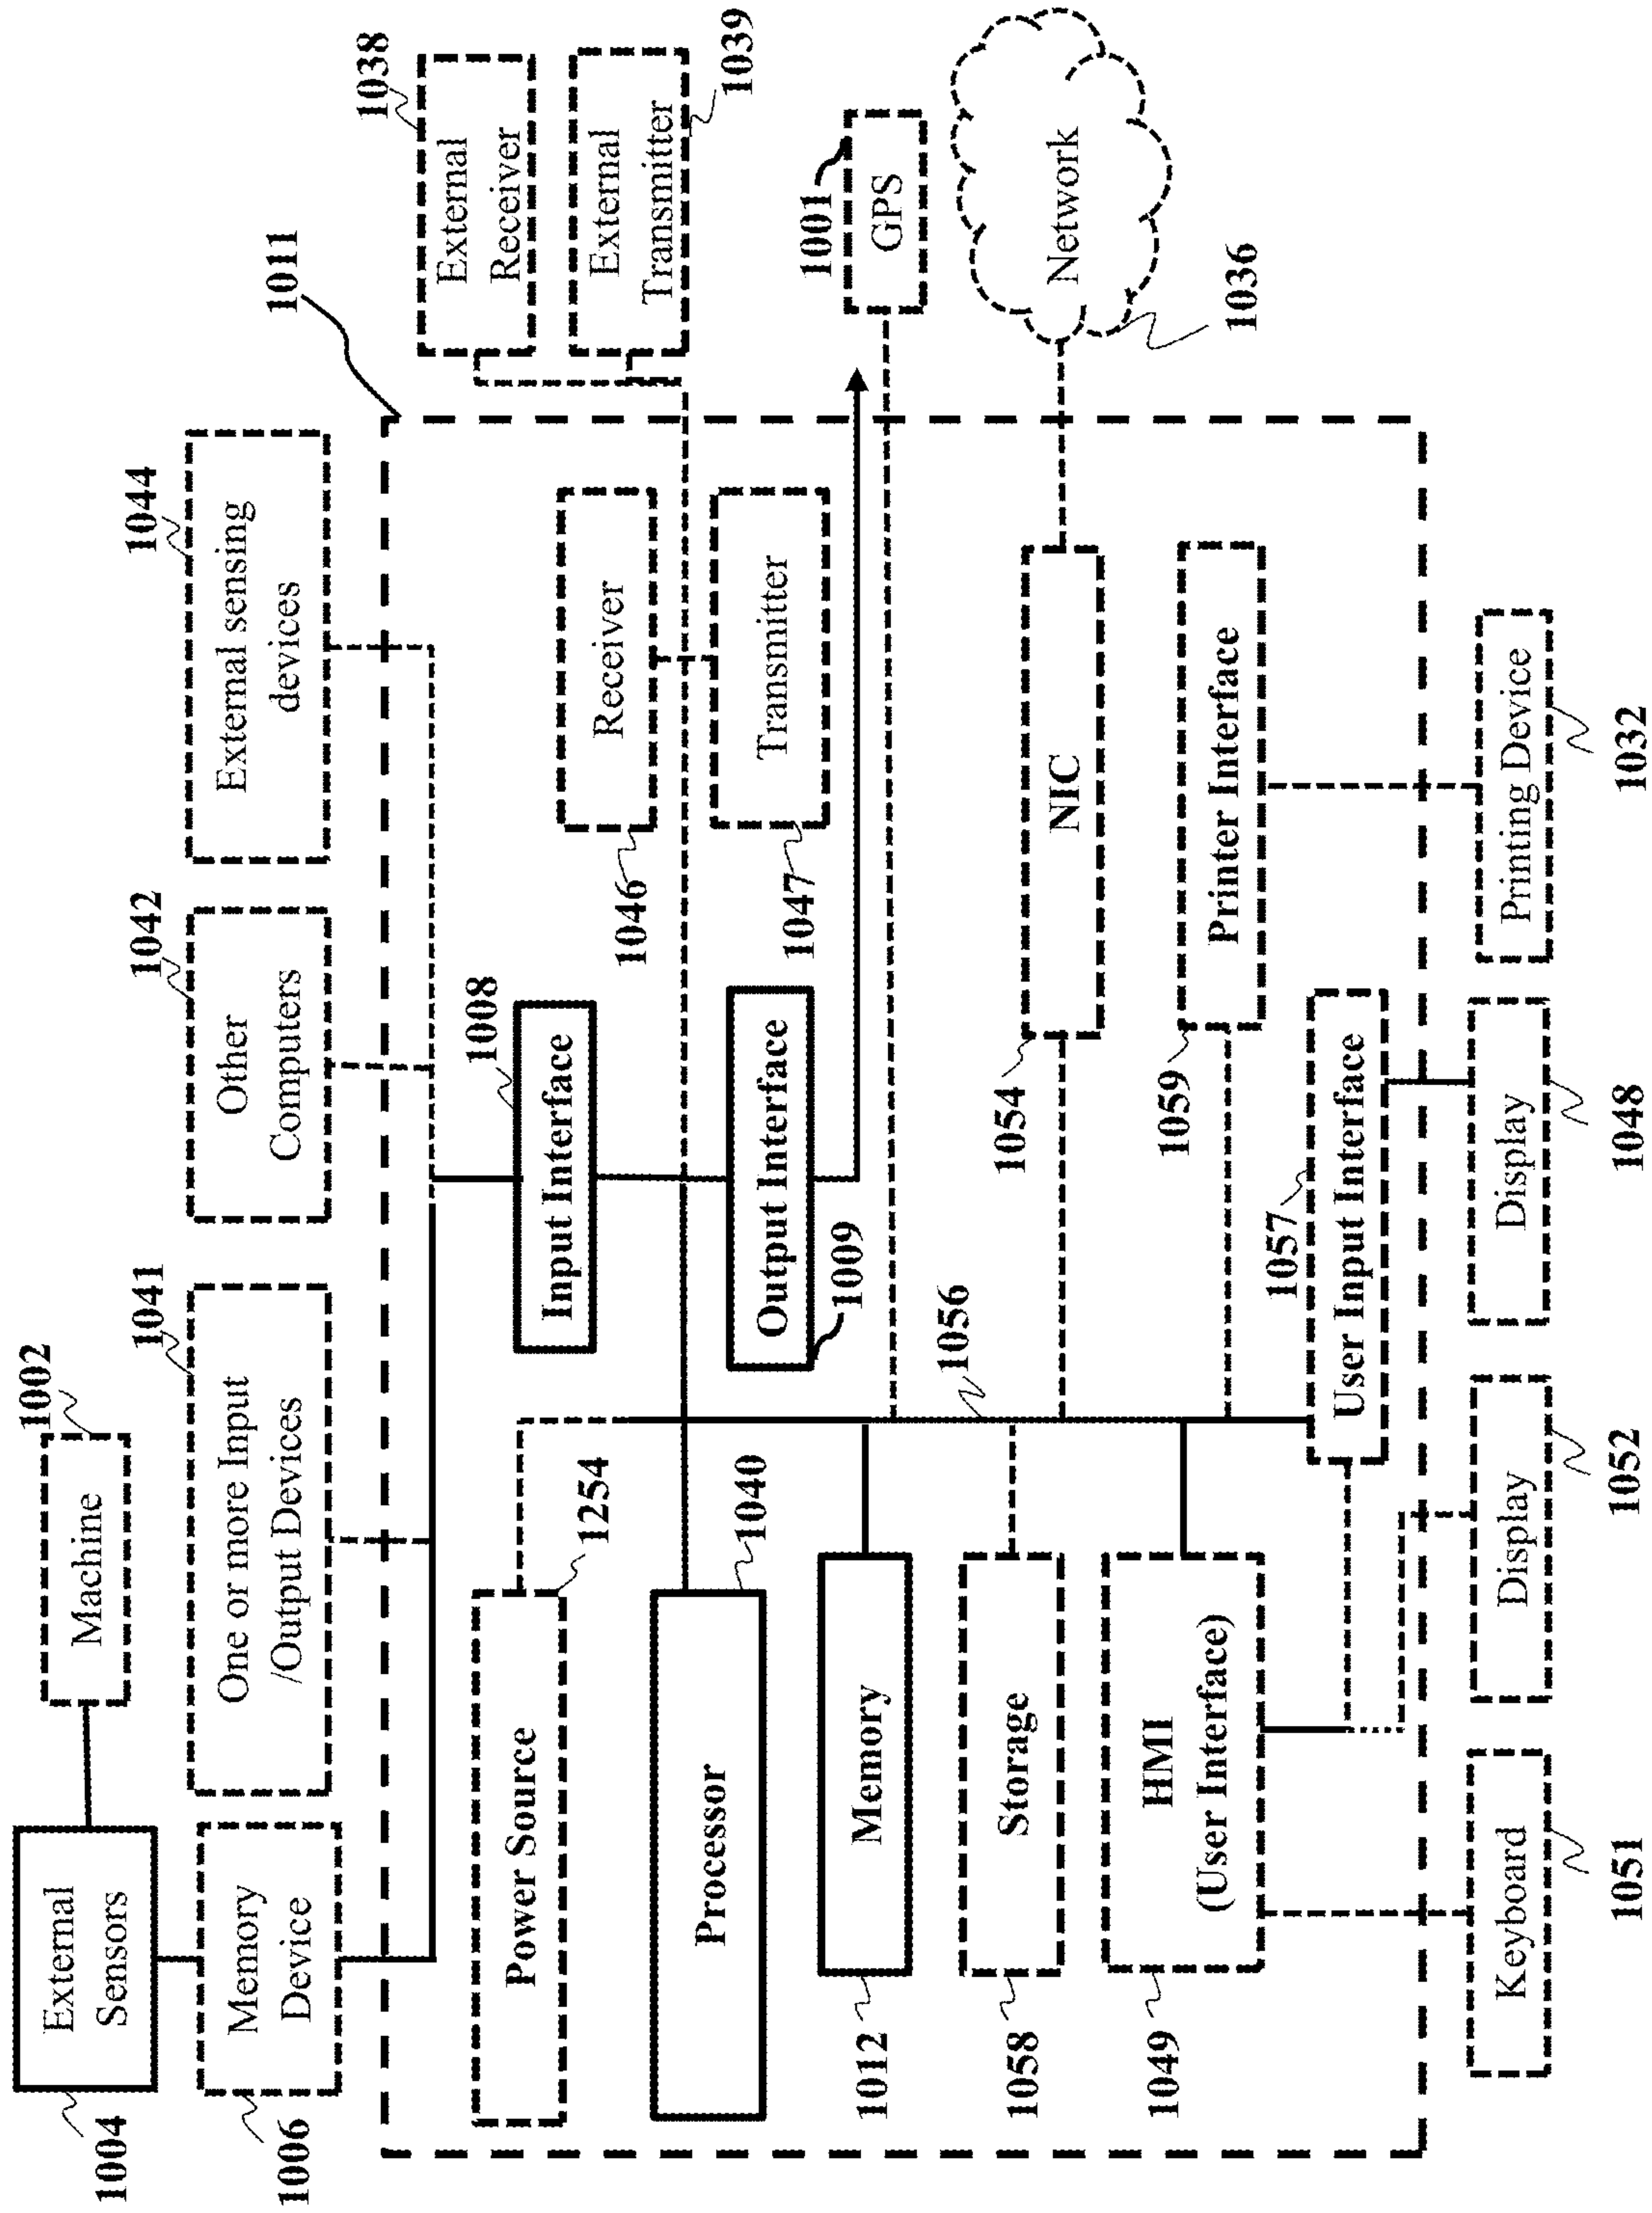 1002
Machine
External
Sensors
1004
Memory
Device
1006
1041
One or more Input
/Output Devices
1042
Other
Computers
1044
External sensing
devices
1011
1038
External
Receiver
External
Transmitter
1039
1001
GPS
Network
1036
1008
Input Interface
Output Interface
1009
Receiver
1046
Transmitter
1047
Power Source
1254
Processor
1040
Memory
1012
Storage
1058
HMI
(User Interface)
1049
1056
NIC
1054
Printer Interface
1059
1057
User Input Interface
Keyboard
1051
Display
1052
Display
1048
Printing Device
1032